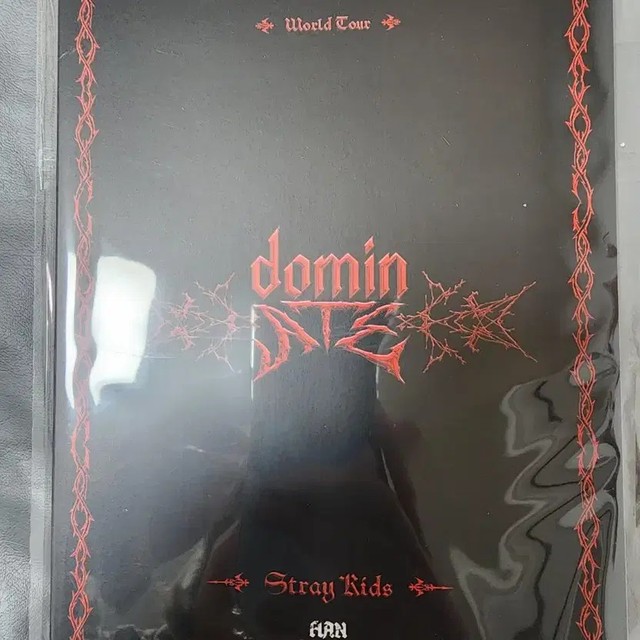 World Tour
domin
ATE
Stray Kids
HAN